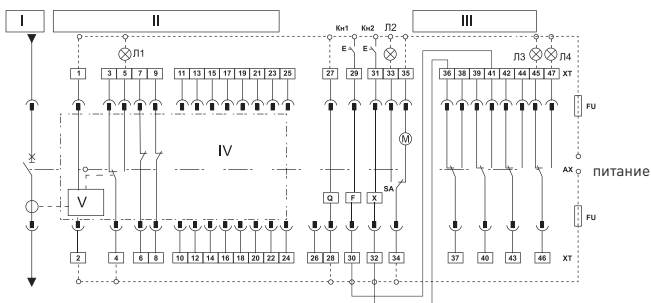 I II III
Кн1 Кн2 Л2
Л1 E E Л3 Л4
1 3 5 7 9 11 13 15 17 19 21 23 25 27 29 31 33 35 36 38 39 41 42 44 45 47 XT
FU
M
IV
AX питание
SA
V Q F X
FU
2 4 6 8 10 12 14 16 18 20 22 24 26 28 30 32 34 37 40 43 46 XT